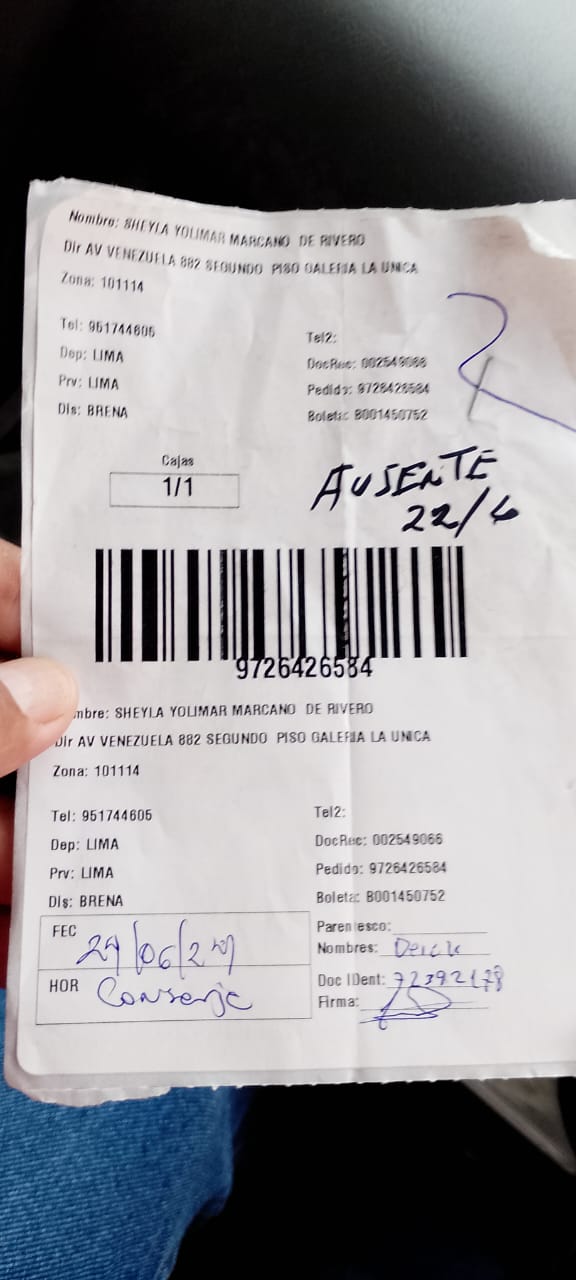 Nombre: SHEYLA YOLIMAR MARCANO DE RIVERO
Dir AV VENEZUELA 882 SEGUNDO PISO GALERIA LA UNICA
Zona: 101114
Tel: 951744605
Tel2:
Dep: LIMA
DocRec: 002549066
Prv: LIMA
Pedido: 9726426584
Dis: BRENA
Boleta: B001450752
Cajas
1/1
AUSENTE
22/6
9726426584
mbre: SHEYLA YOLIMAR MARCANO DE RIVERO
Dir AV VENEZUELA 882 SEGUNDO PISO GALERIA LA UNICA
Zona: 101114
Tel: 951744605
Tel2:
Dep: LIMA
DocRec: 002549066
Prv: LIMA
Pedido: 9726426584
Dis: BRENA
Boleta: B001450752
FEC
Parentesco:
Nombres: Derck
HOR Conserje
Doc IDent: 72392178
Firma: